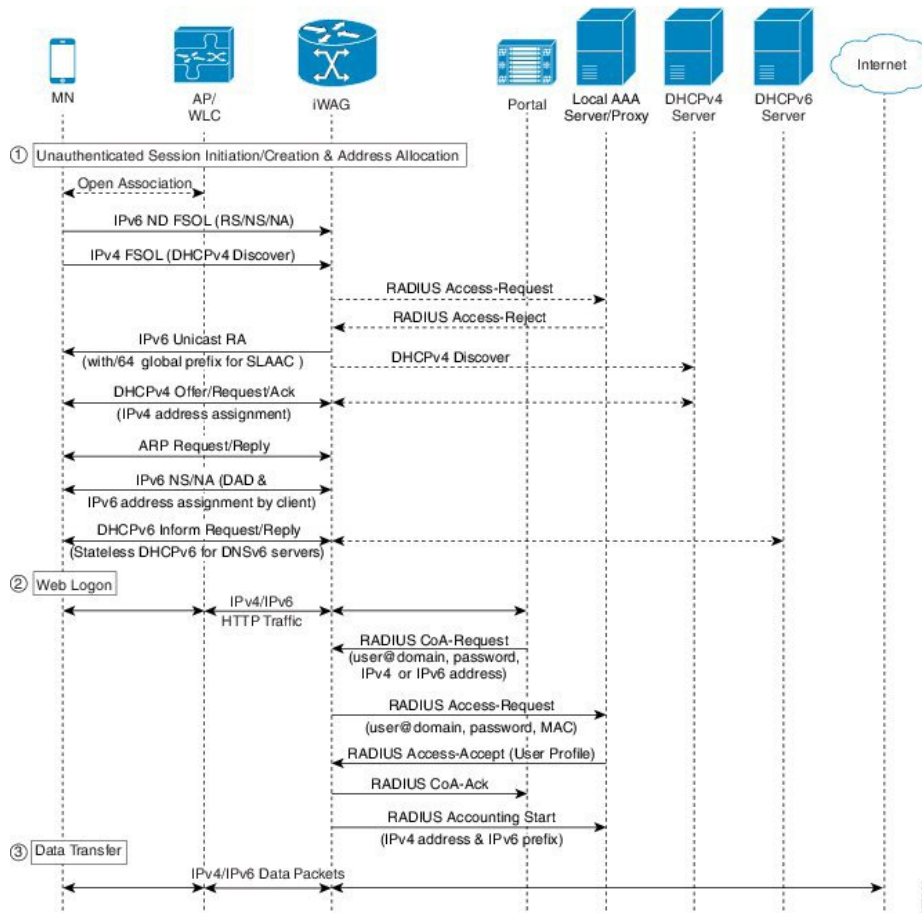 MN
AP/
WLC
iWAG
Portal
Local AAA
Server/Proxy
DHCPv4
Server
DHCPv6
Server
Internet
1 Unauthenticated Session Initiation/Creation & Address Allocation
Open Association
IPv6 ND FSOL (RS/NS/NA)
IPv4 FSOL (DHCPv4 Discover)
RADIUS Access-Request
RADIUS Access-Reject
IPv6 Unicast RA
(with/64 global prefix for SLAAC )
DHCPv4 Discover
DHCPv4 Offer/Request/Ack
(IPv4 address assignment)
ARP Request/Reply
IPv6 NS/NA (DAD &
IPv6 address assignment by client)
DHCPv6 Inform Request/Reply
(Stateless DHCPv6 for DNSv6 servers)
2 Web Logon
IPv4/IPv6
HTTP Traffic
RADIUS CoA-Request
(user@domain, password,
IPv4 or IPv6 address)
RADIUS Access-Request
(user@domain, password, MAC)
RADIUS Access-Accept (User Profile)
RADIUS CoA-Ack
RADIUS Accounting Start
(IPv4 address & IPv6 prefix)
3 Data Transfer
IPv4/IPv6 Data Packets